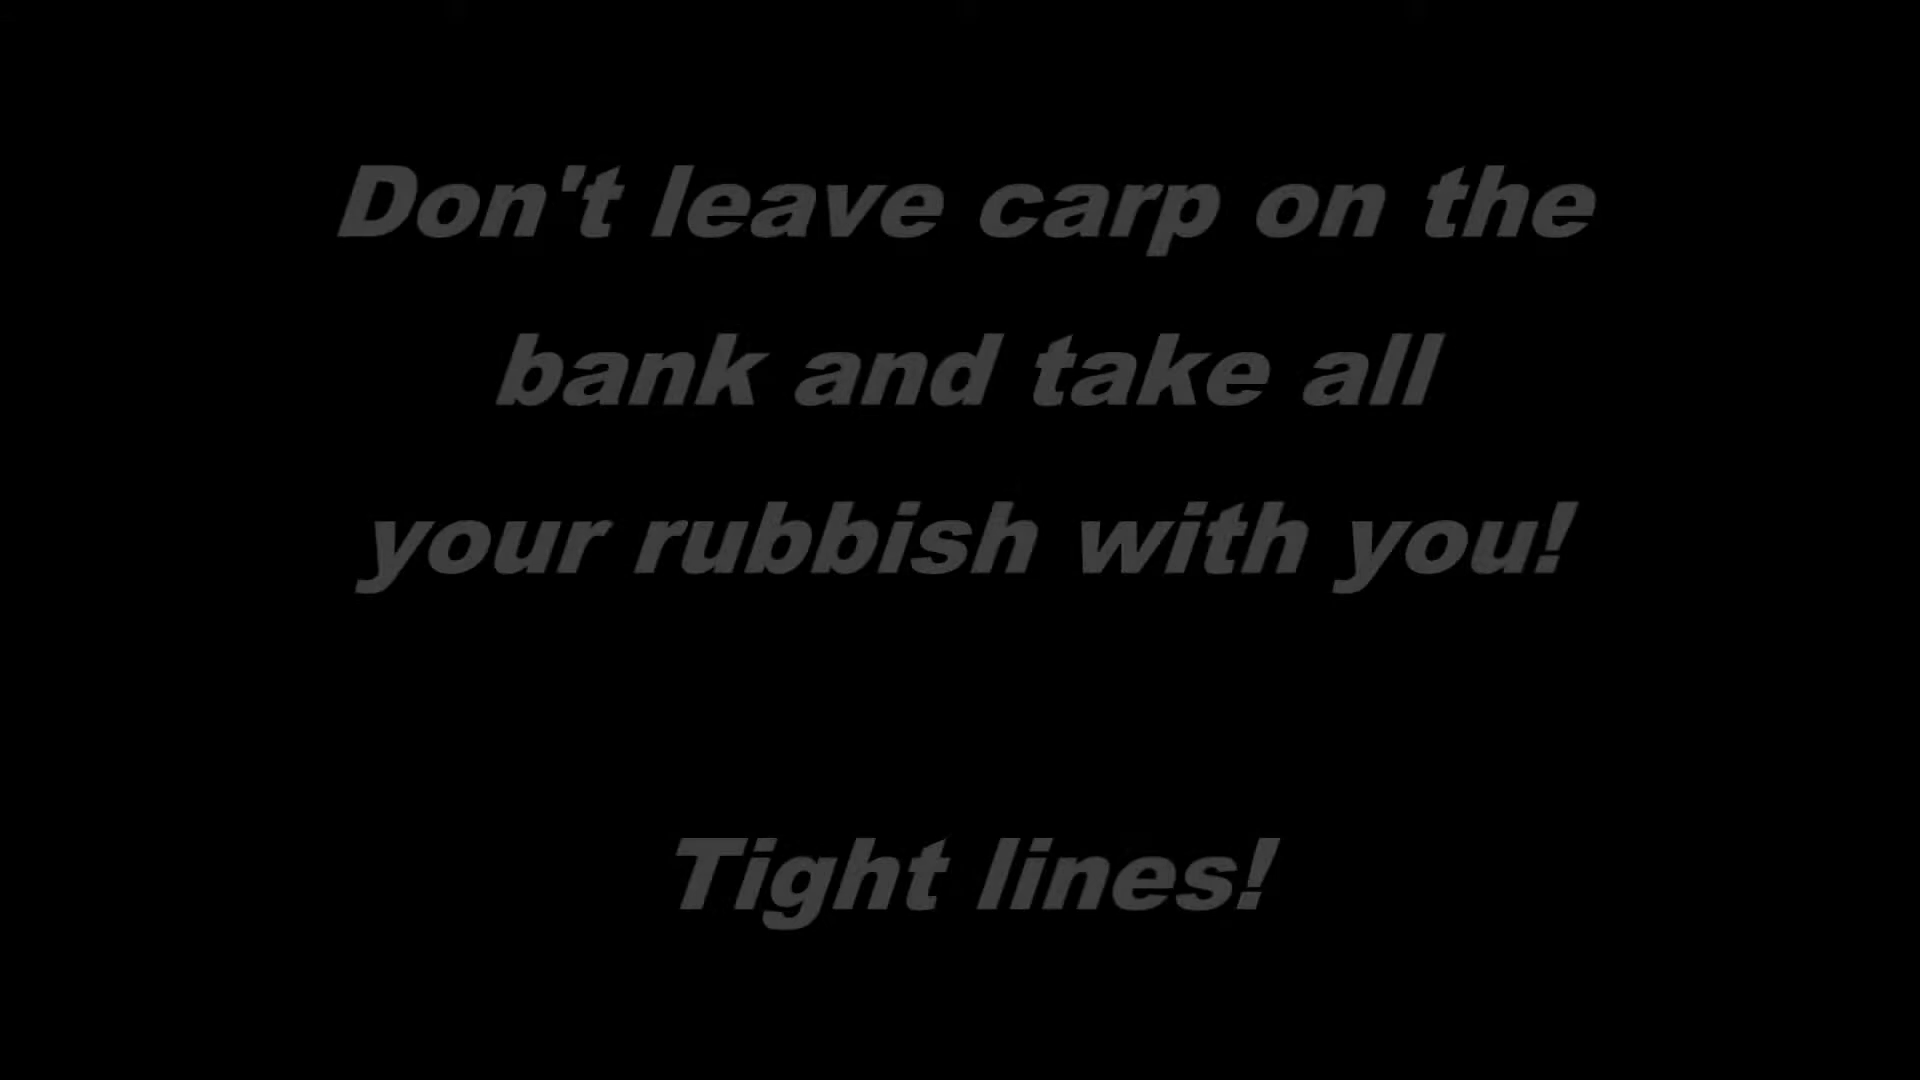 Don't leave carp on the
bank and take all
your rubbish with you!
Tight lines!